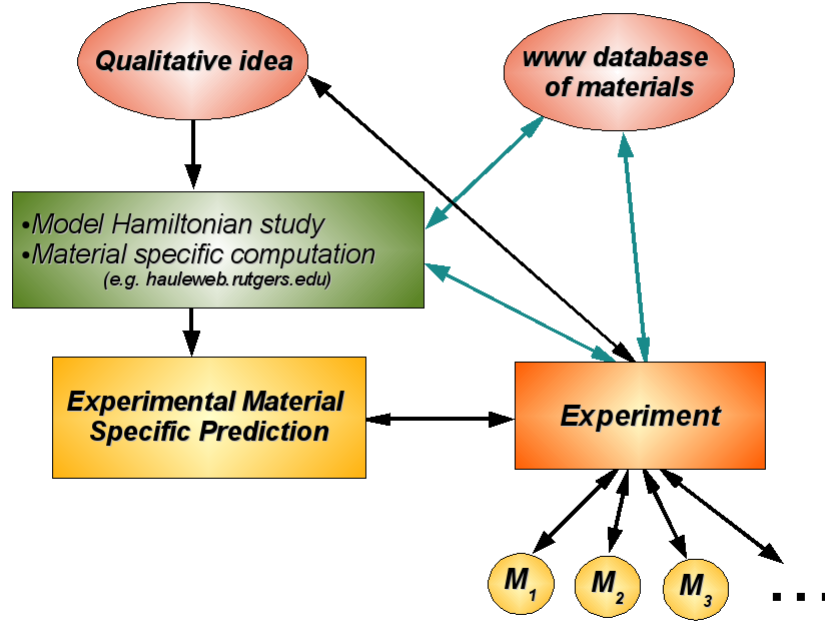 Qualitative idea
www database
of materials
•Model Hamiltonian study
•Material specific computation
(e.g. hauleweb.rutgers.edu)
Experimental Material
Specific Prediction
Experiment
M1
M2
M3
...